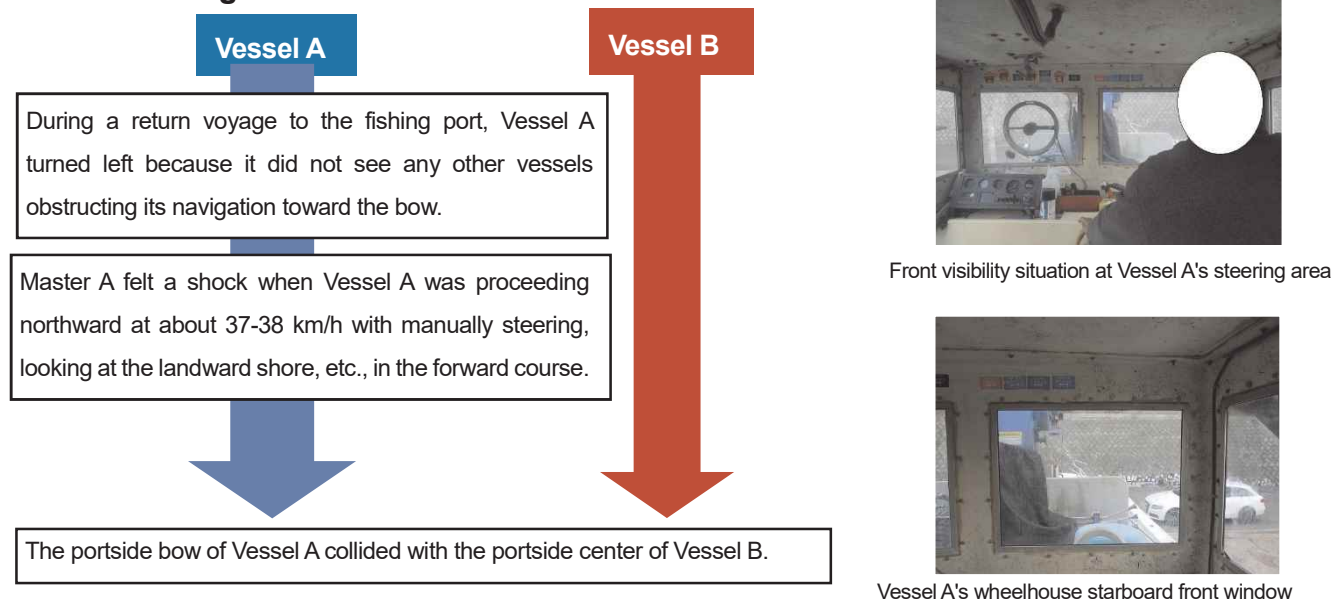 Vessel A
Vessel B
During a return voyage to the fishing port, Vessel A
turned left because it did not see any other vessels
obstructing its navigation toward the bow.
Master A felt a shock when Vessel A was proceeding
northward at about 37-38 km/h with manually steering,
looking at the landward shore, etc., in the forward course.
The portside bow of Vessel A collided with the portside center of Vessel B.
Front visibility situation at Vessel A's steering area
Vessel A's wheelhouse starboard front window